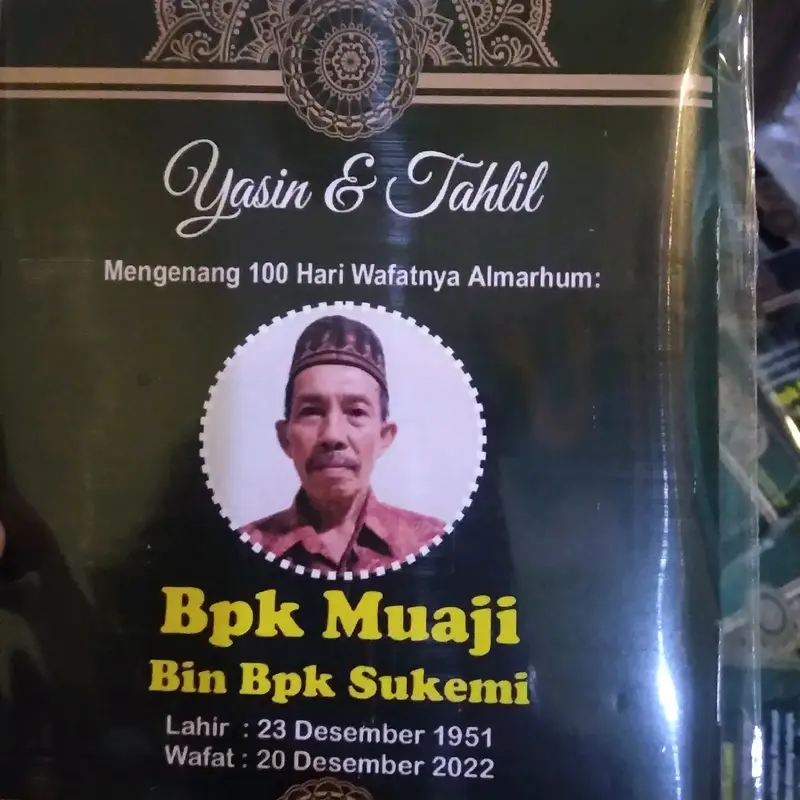 Yasin & Tahlil
Mengenang 100 Hari Wafatnya Almarhum:
Bpk Muaji
Bin Bpk Sukemi
Lahir : 23 Desember 1951
Wafat : 20 Desember 2022